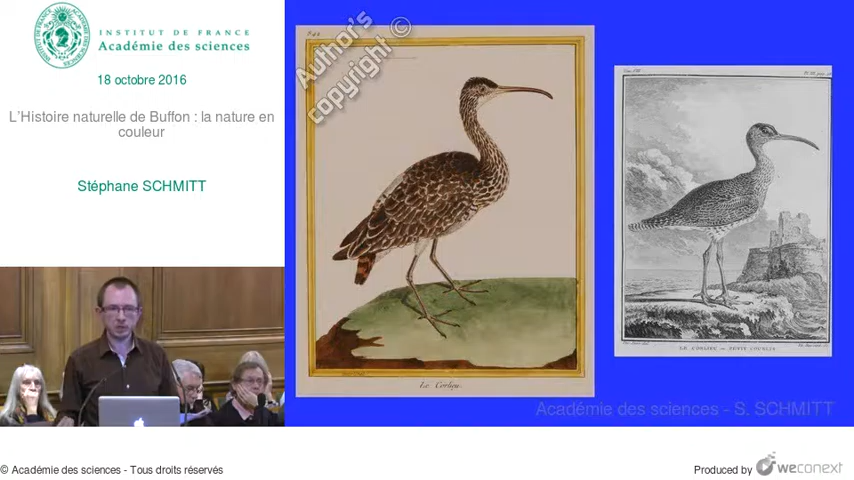 INSTITUT DE FRANCE
Académie des sciences
18 octobre 2016
L'Histoire naturelle de Buffon : la nature en
couleur
Stéphane SCHMITT
Author's
copyright ©
Le Corlieu.
LE CORLIEU ou PETIT COURLIS
Académie des sciences - S. SCHMITT
© Académie des sciences - Tous droits réservés
Produced by weconext